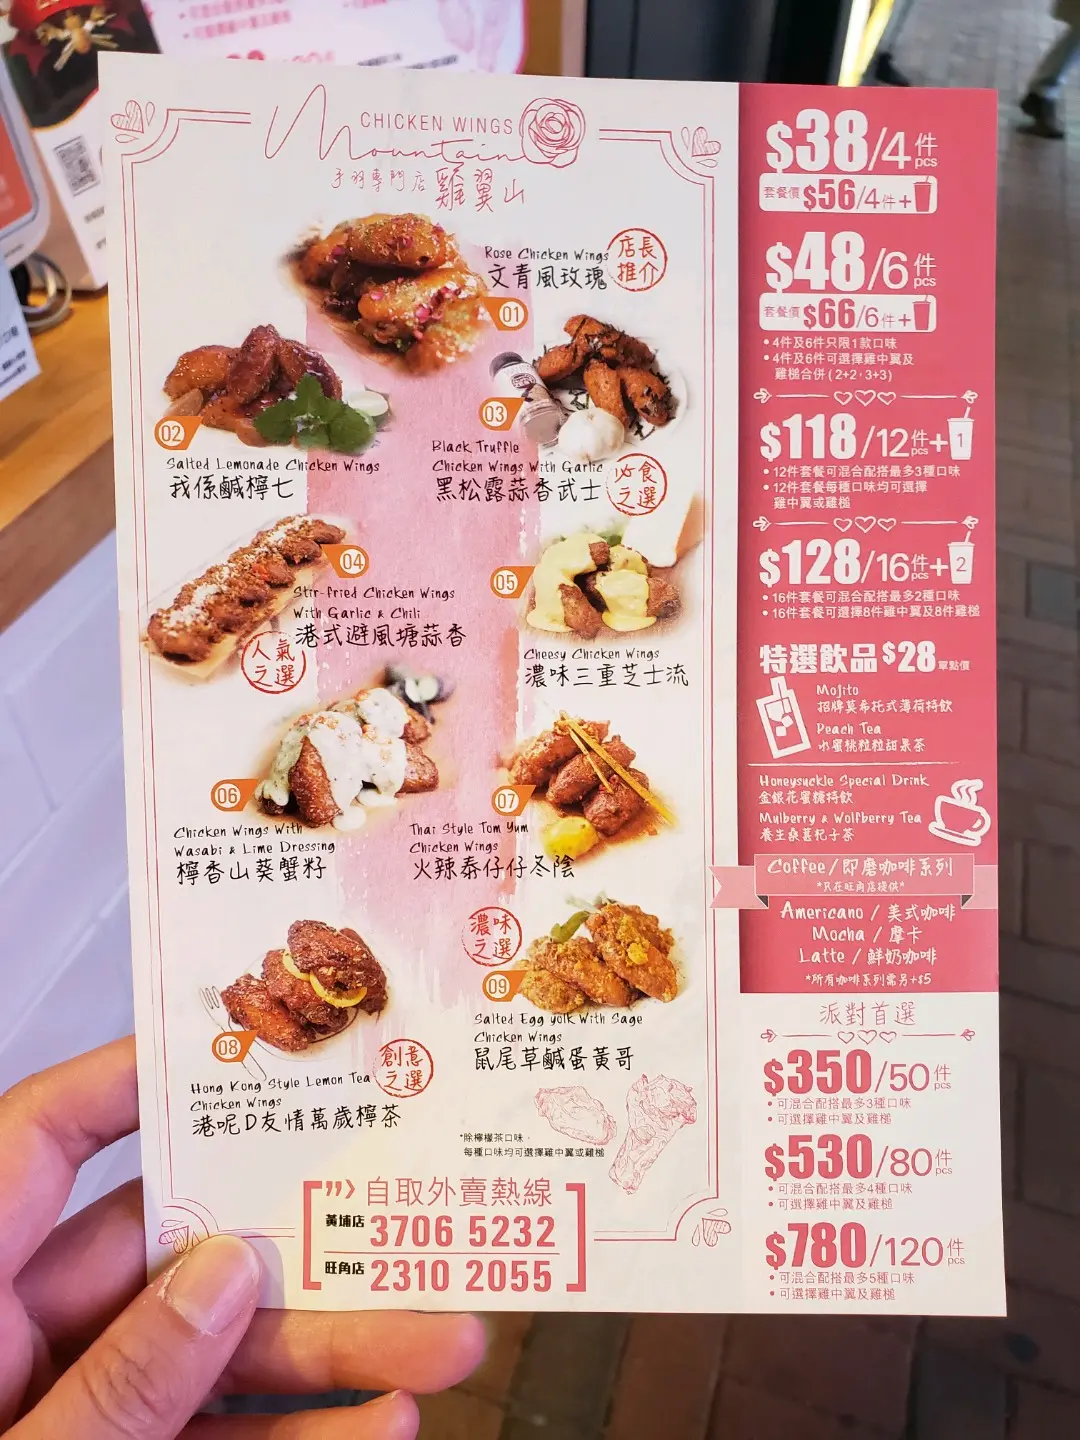 CHICKEN WINGS
Mountain
手羽專門店 雞翼山
Rose Chicken Wings
文青風玫瑰
店長
推介
01
02
Salted Lemonade Chicken Wings
我係鹹檸七
03
Black Truffle
Chicken Wings With Garlic
黑松露蒜香武士
必食
之選
04
Stir-fried Chicken Wings
With Garlic & Chili
港式避風塘蒜香
人氣
之選
05
Cheesy Chicken Wings
濃味三重芝士流
06
Chicken Wings With
Wasabi & Lime Dressing
檸香山葵蟹籽
07
Thai Style Tom Yum
Chicken Wings
火辣泰仔仔冬陰
08
Hong Kong Style Lemon Tea
Chicken Wings
港呢D友情萬歲檸茶
創意
之選
濃味
之選
09
Salted Egg yolk With Sage
Chicken Wings
鼠尾草鹹蛋黃哥
*除檸檬茶口味，
每種口味均可選擇雞中翼或雞槌
自取外賣熱線
黃埔店 3706 5232
旺角店 2310 2055
$38/4件 pcs
套餐價 $56/4件+
$48/6件 pcs
套餐價 $66/6件+
• 4件及6件只限1款口味
• 4件及6件可選擇雞中翼及
雞槌合併 (2+2，3+3)
$118/12件 pcs+1
• 12件套餐可混合配搭最多3種口味
• 12件套餐每種口味均可選擇
雞中翼或雞槌
$128/16件 pcs+2
• 16件套餐可混合配搭最多2種口味
• 16件套餐可選擇8件雞中翼及8件雞槌
特選飲品 $28 單點價
Mojito
招牌莫希托式薄荷特飲
Peach Tea
水蜜桃粒粒甜果茶
Honeysuckle Special Drink
金銀花蜜糖特飲
Mulberry & Wolfberry Tea
養生桑葚杞子茶
Coffee/即磨咖啡系列
*只在旺角店提供*
Americano / 美式咖啡
Mocha / 摩卡
Latte / 鮮奶咖啡
*所有咖啡系列需另+$5
派對首選
$350/50件 pcs
• 可混合配搭最多3種口味
• 可選擇雞中翼及雞槌
$530/80件 pcs
• 可混合配搭最多4種口味
• 可選擇雞中翼及雞槌
$780/120件 pcs
• 可混合配搭最多5種口味
• 可選擇雞中翼及雞槌